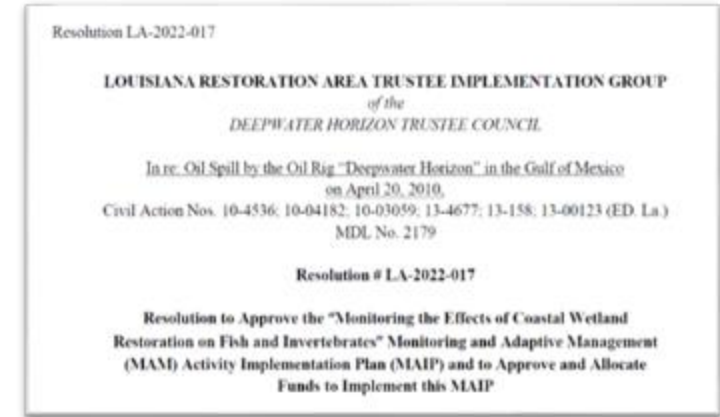 Resolution LA-2022-017
LOUISIANA RESTORATION AREA TRUSTEE IMPLEMENTATION GROUP
of the
DEEPWATER HORIZON TRUSTEE COUNCIL
In re: Oil Spill by the Oil Rig "Deepwater Horizon" in the Gulf of Mexico
on April 20, 2010,
Civil Action Nos. 10-4536; 10-04182; 10-03059; 13-4677; 13-158; 13-00123 (ED. La.)
MDL No. 2179
Resolution # LA-2022-017
Resolution to Approve the "Monitoring the Effects of Coastal Wetland
Restoration on Fish and Invertebrates" Monitoring and Adaptive Management
(MAM) Activity Implementation Plan (MAIP) and to Approve and Allocate
Funds to Implement this MAIP